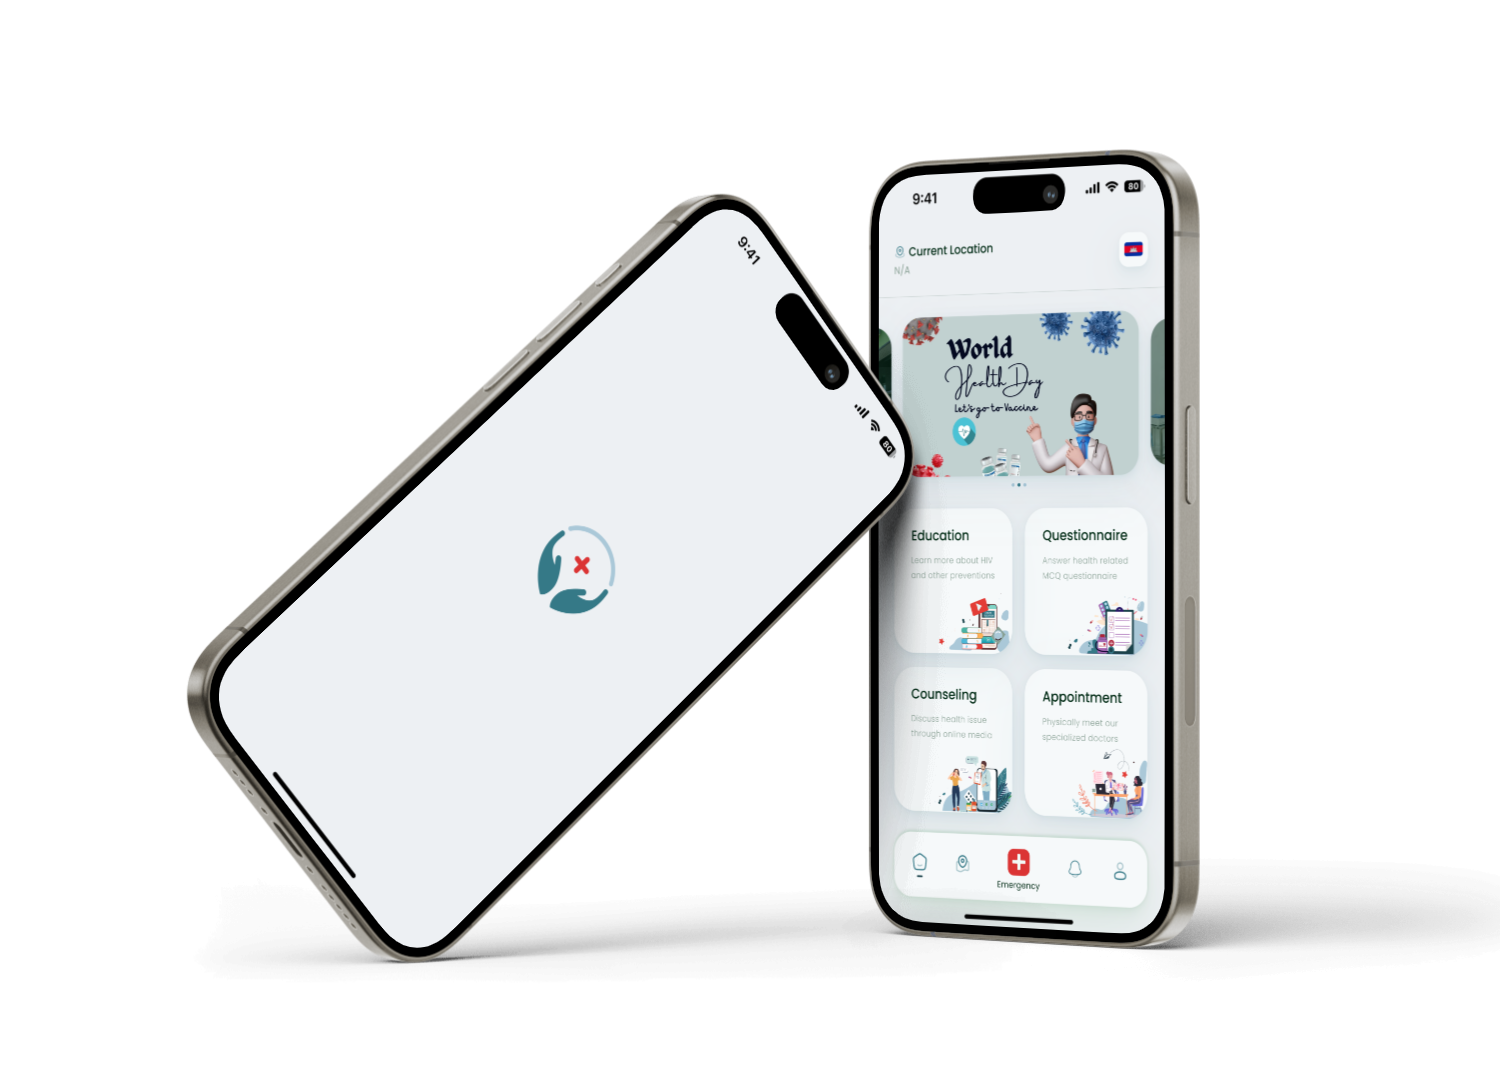 9:41
80
9:41
80
Current Location
N/A
World
Health Day
Let's go to Vaccine
Education
Learn more about HIV
and other preventions
Questionnaire
Answer health related
MCQ questionnaire
Counseling
Discuss health issue
through online media
Appointment
Physically meet our
specialized doctors
Emergency